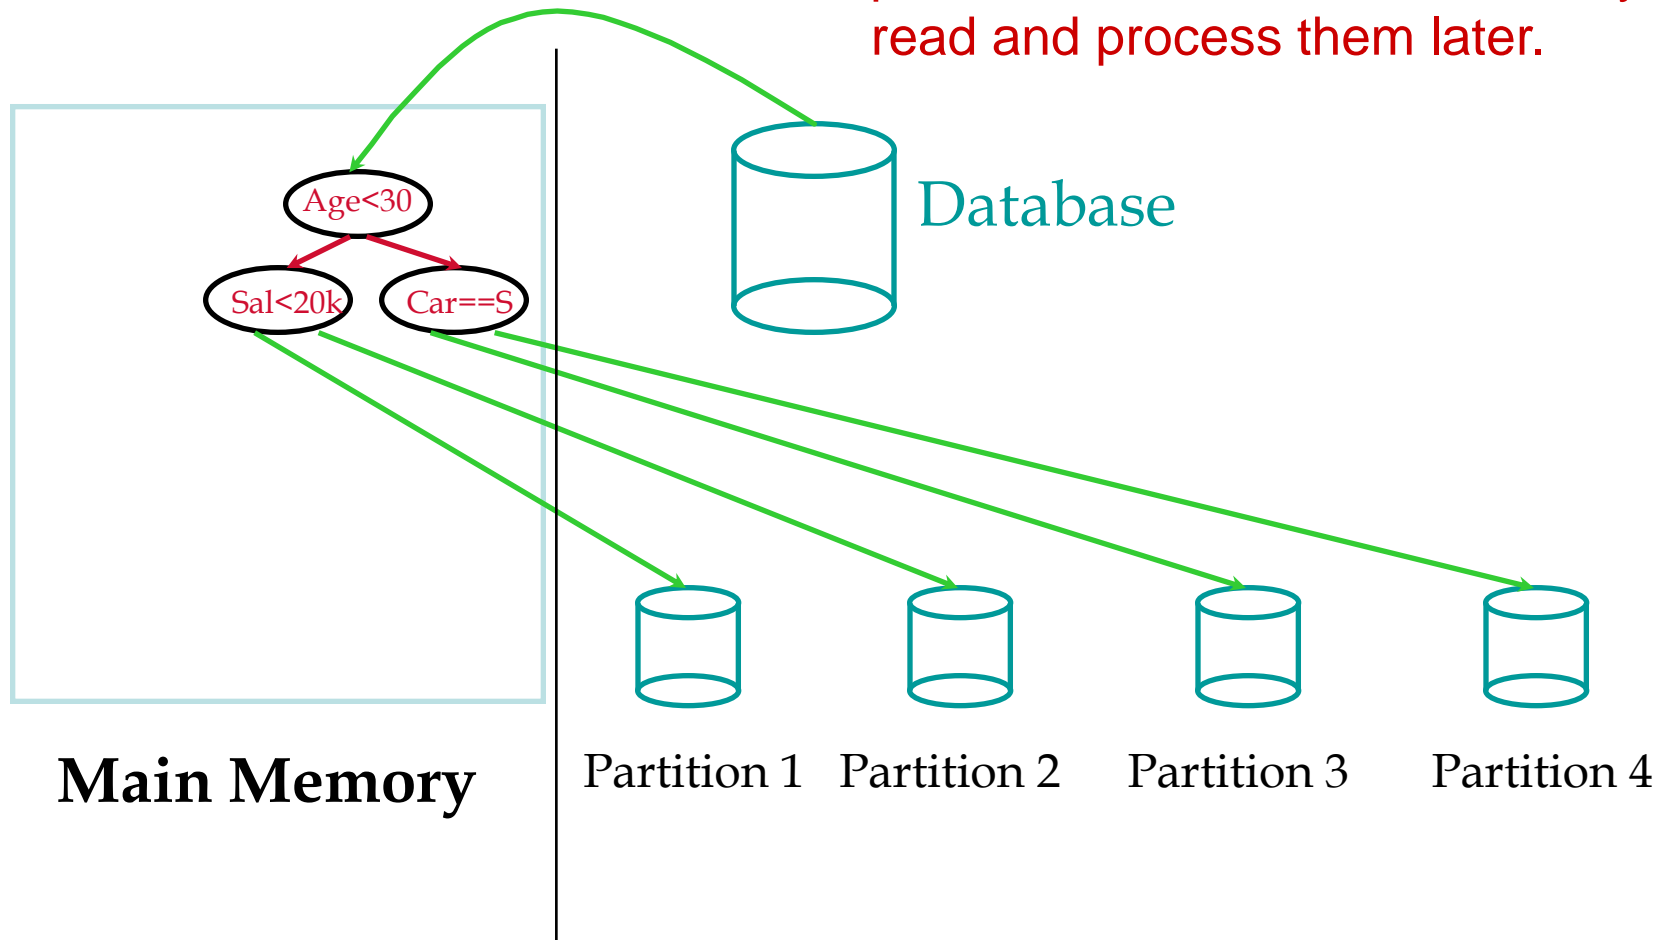 read and process them later.
Age<30
Database
Sal<20k
Car==S
Main Memory
Partition 1
Partition 2
Partition 3
Partition 4